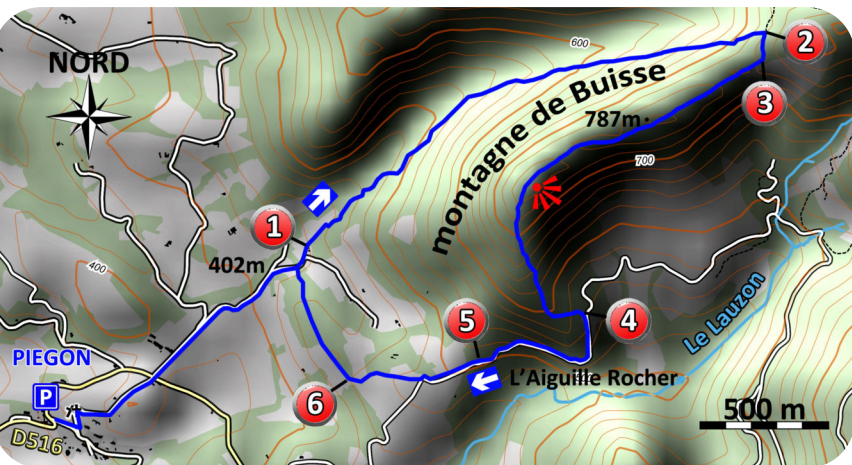 NORD
600
montagne de Buisse
787m
2
3
700
1
402m
400
5
4
Le Lauzon
PIEGON
P
L'Aiguille Rocher
6
500 m
D516